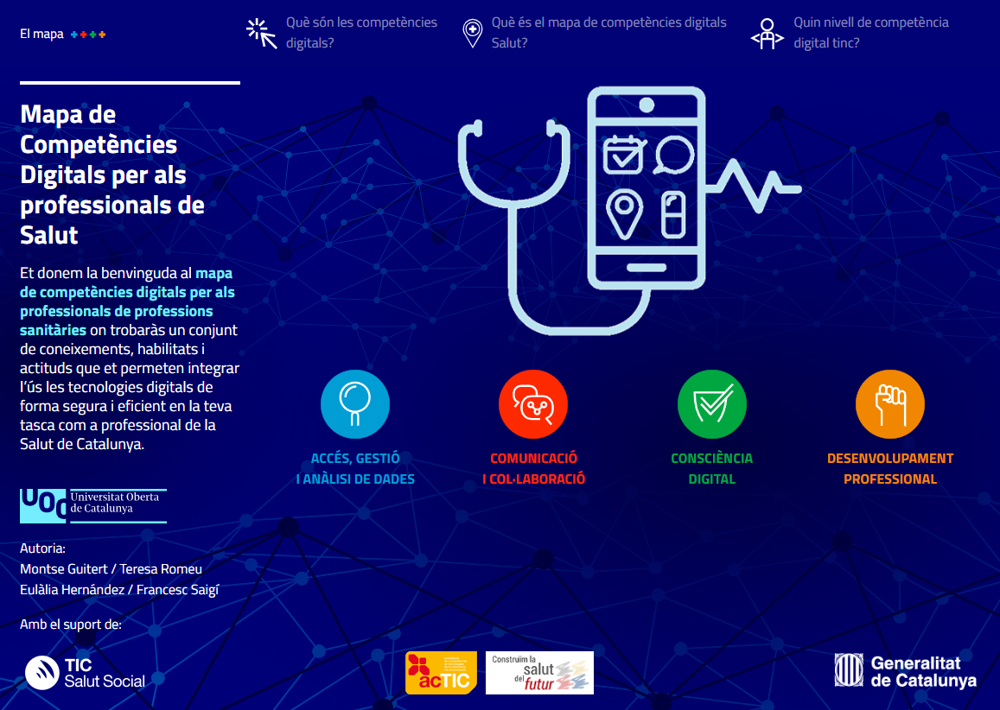 El mapa
Què són les competències
digitals?
Què és el mapa de competències digitals
Salut?
Quin nivell de competència
digital tinc?
Mapa de
Competències
Digitals per als
professionals de
Salut
Et donem la benvinguda al mapa
de competències digitals per als
professionals de professions
sanitàries on trobaràs un conjunt
de coneixements, habilitats i
actituds que et permeten integrar
l'ús les tecnologies digitals de
forma segura i eficient en la teva
tasca com a professional de la
Salut de Catalunya.
ACCÉS, GESTIÓ
I ANÀLISI DE DADES
COMUNICACIÓ
I COL·LABORACIÓ
CONSCIÈNCIA
DIGITAL
DESENVOLUPAMENT
PROFESSIONAL
UOC
Universitat Oberta
de Catalunya
Autoria:
Montse Guitert / Teresa Romeu
Eulàlia Hernández / Francesc Saigí
Amb el suport de:
TIC
Salut Social
acTIC
Construïm la
salut
del
futur
Generalitat
de Catalunya